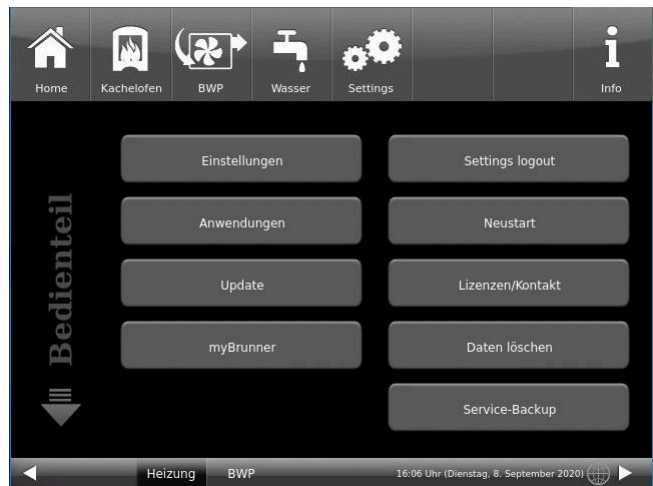 Home Kachelofen BWP Wasser Settings Info
Bedienteil
Einstellungen Settings logout
Anwendungen Neustart
Update Lizenzen/Kontakt
myBrunner Daten löschen
Service-Backup
Heizung BWP 16:06 Uhr (Dienstag, 8. September 2020)